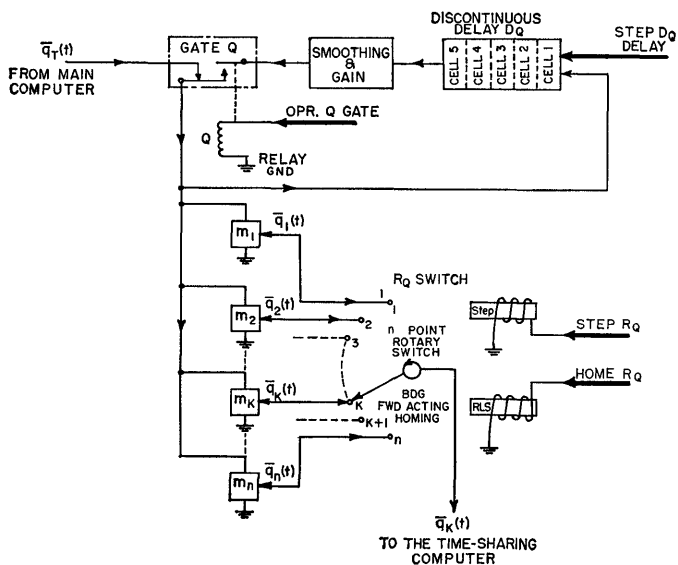 DISCONTINUOUS
DELAY DQ
q̅T(t)
GATE Q
SMOOTHING
& GAIN
CELL 5
CELL 4
CELL 3
CELL 2
CELL 1
STEP DQ
DELAY
FROM MAIN
COMPUTER
OPR. Q GATE
Q
RELAY
GND
m1
q̅1(t)
RQ SWITCH
1
1
m2
q̅2(t)
2
3
n POINT
ROTARY
SWITCH
Step
STEP RQ
HOME RQ
mK
q̅K(t)
K
BDG
FWD ACTING
HOMING
RLS
K+1
n
mn
q̅n(t)
q̅K(t)
TO THE TIME-SHARING
COMPUTER